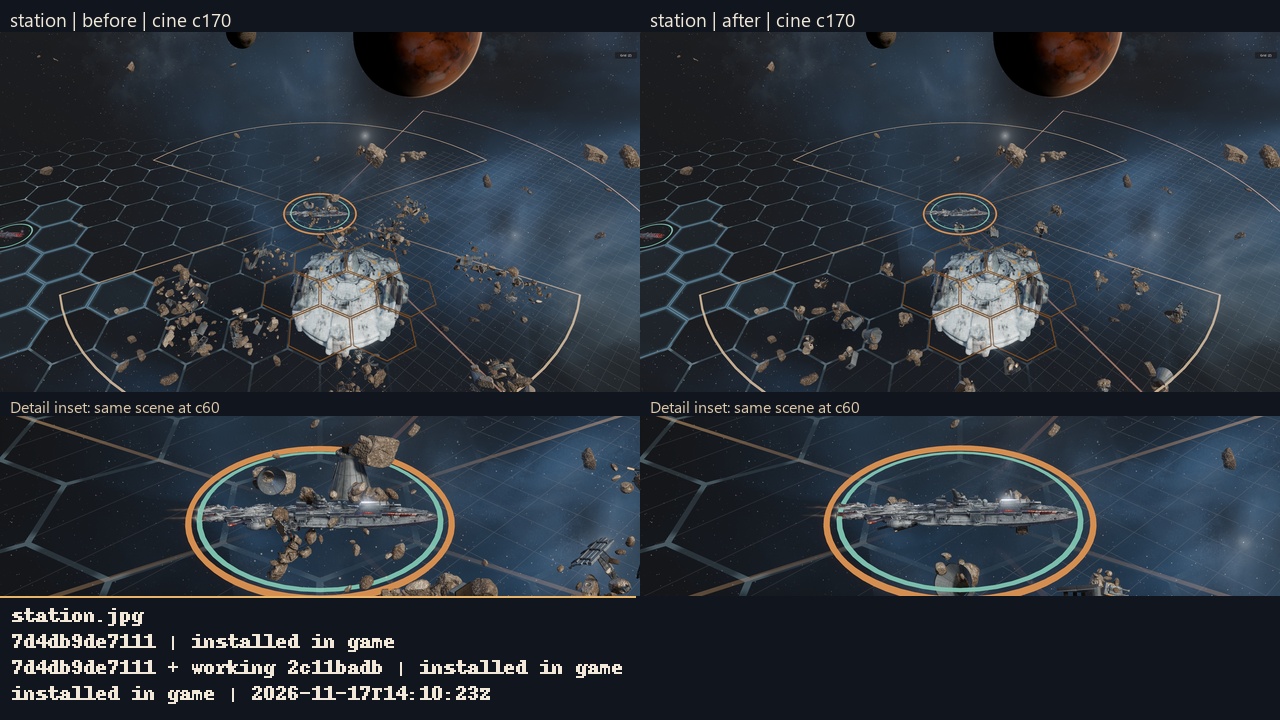 station | before | cine c170
station | after | cine c170
Detail inset: same scene at c60
Detail inset: same scene at c60
station.jpg
7d4db9de7111 | installed in game
7d4db9de7111 + working 2c11badb | installed in game
installed in game | 2026-11-17T14:10:23Z